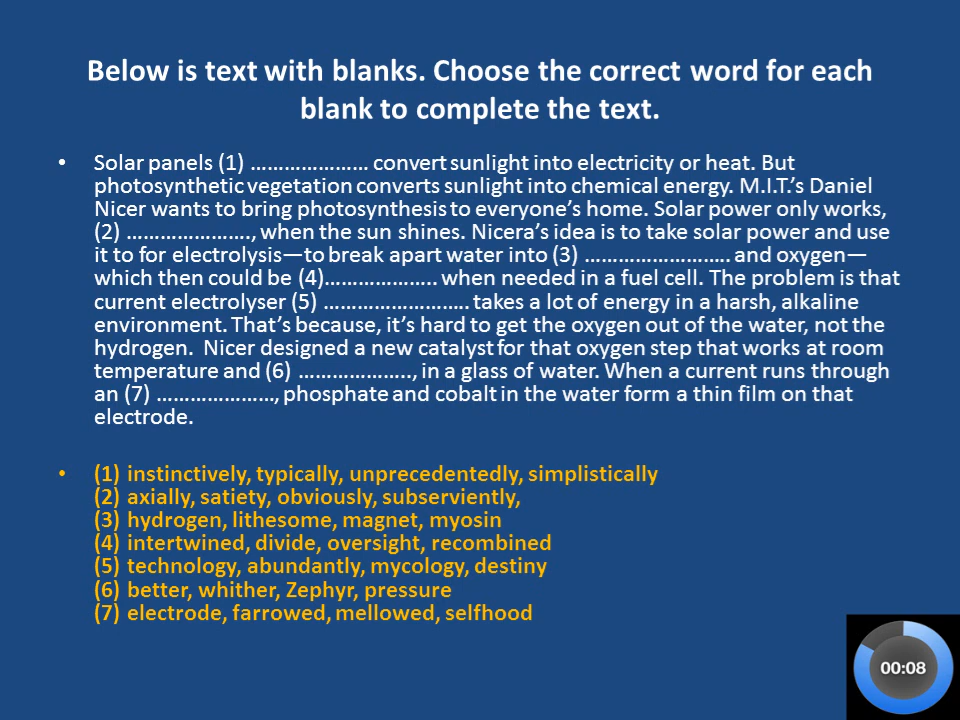 Below is text with blanks. Choose the correct word for each
blank to complete the text.
• Solar panels (1) ………………… convert sunlight into electricity or heat. But
photosynthetic vegetation converts sunlight into chemical energy. M.I.T.’s Daniel
Nicer wants to bring photosynthesis to everyone’s home. Solar power only works,
(2) …………………., when the sun shines. Nicera’s idea is to take solar power and use
it to for electrolysis—to break apart water into (3) …………………….. and oxygen—
which then could be (4)……………….. when needed in a fuel cell. The problem is that
current electrolyser (5) …………………….. takes a lot of energy in a harsh, alkaline
environment. That’s because, it’s hard to get the oxygen out of the water, not the
hydrogen.  Nicer designed a new catalyst for that oxygen step that works at room
temperature and (6) ……………….., in a glass of water. When a current runs through
an (7) …………………, phosphate and cobalt in the water form a thin film on that
electrode.
• (1) instinctively, typically, unprecedentedly, simplistically
(2) axially, satiety, obviously, subserviently,
(3) hydrogen, lithesome, magnet, myosin
(4) intertwined, divide, oversight, recombined
(5) technology, abundantly, mycology, destiny
(6) better, whither, Zephyr, pressure
(7) electrode, farrowed, mellowed, selfhood
00:08